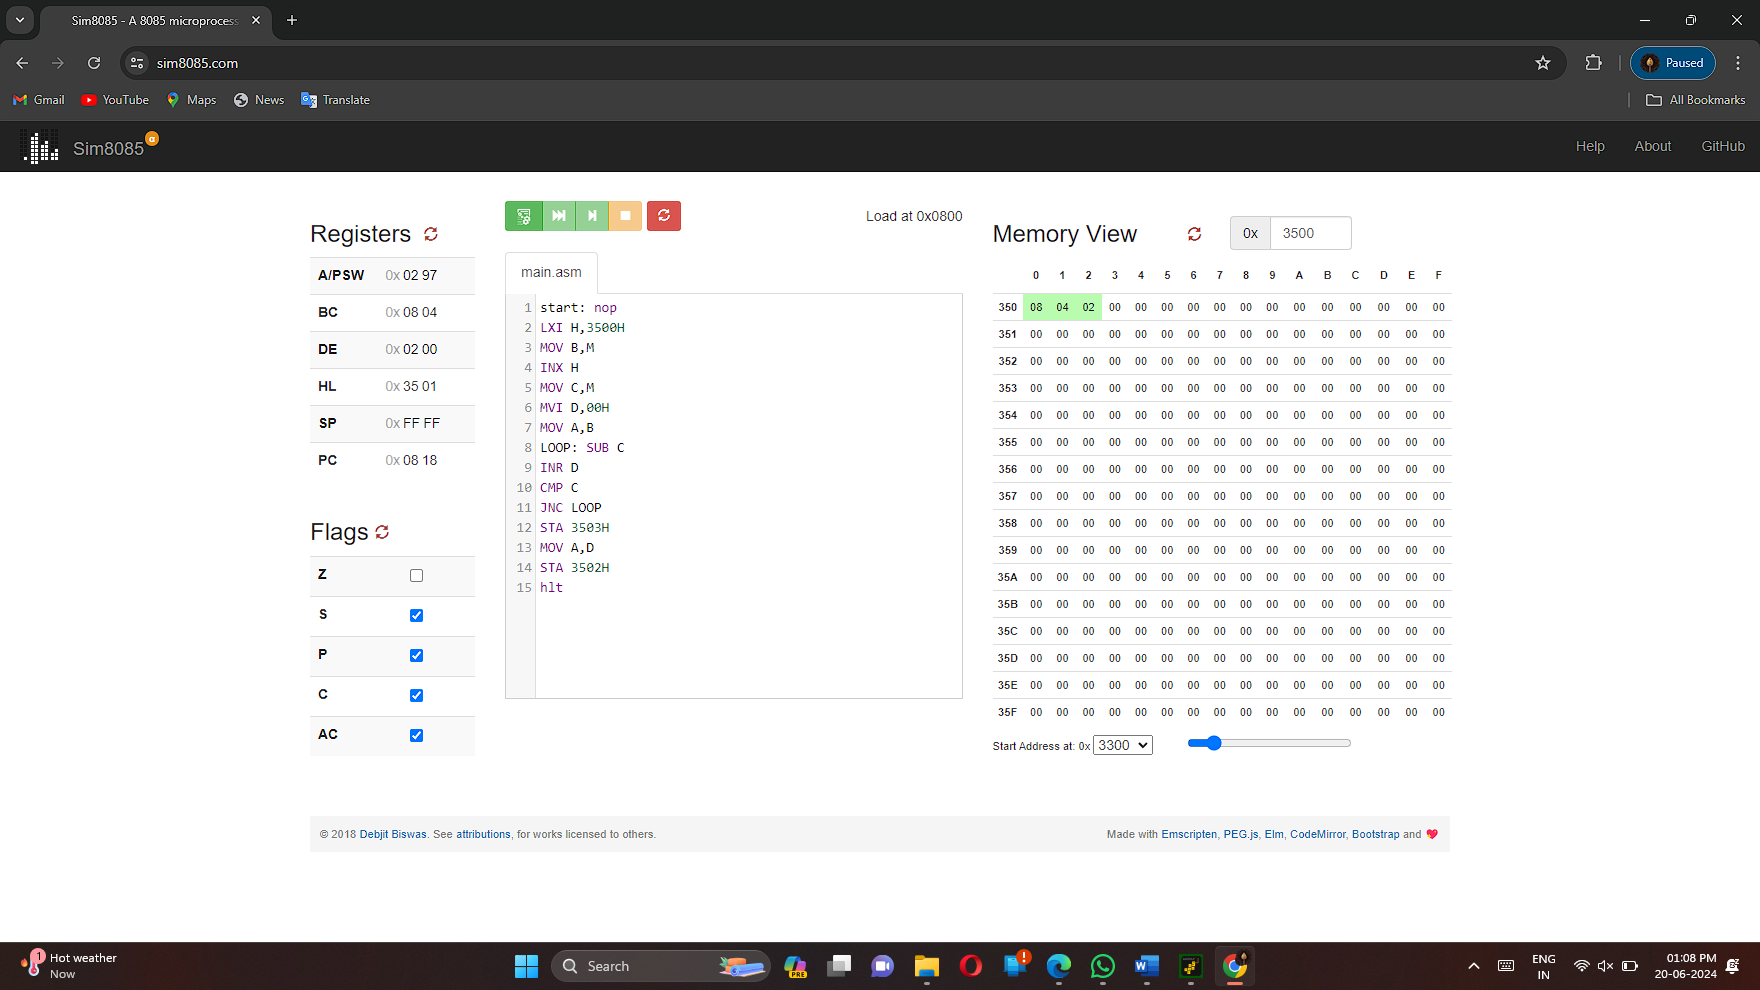 Sim8085 - A 8085 microproces
sim8085.com
Paused
Gmail YouTube Maps News Translate
All Bookmarks
Sim8085 α
Help About GitHub
Registers
A/PSW 0x 02 97
BC 0x 08 04
DE 0x 02 00
HL 0x 35 01
SP 0x FF FF
PC 0x 08 18
Flags
Z
S
P
C
AC
Load at 0x0800
main.asm
1 start: nop
2 LXI H,3500H
3 MOV B,M
4 INX H
5 MOV C,M
6 MVI D,00H
7 MOV A,B
8 LOOP: SUB C
9 INR D
10 CMP C
11 JNC LOOP
12 STA 3503H
13 MOV A,D
14 STA 3502H
15 hlt
Memory View 0x 3500
0 1 2 3 4 5 6 7 8 9 A B C D E F
350 08 04 02 00 00 00 00 00 00 00 00 00 00 00 00 00
351 00 00 00 00 00 00 00 00 00 00 00 00 00 00 00 00
352 00 00 00 00 00 00 00 00 00 00 00 00 00 00 00 00
353 00 00 00 00 00 00 00 00 00 00 00 00 00 00 00 00
354 00 00 00 00 00 00 00 00 00 00 00 00 00 00 00 00
355 00 00 00 00 00 00 00 00 00 00 00 00 00 00 00 00
356 00 00 00 00 00 00 00 00 00 00 00 00 00 00 00 00
357 00 00 00 00 00 00 00 00 00 00 00 00 00 00 00 00
358 00 00 00 00 00 00 00 00 00 00 00 00 00 00 00 00
359 00 00 00 00 00 00 00 00 00 00 00 00 00 00 00 00
35A 00 00 00 00 00 00 00 00 00 00 00 00 00 00 00 00
35B 00 00 00 00 00 00 00 00 00 00 00 00 00 00 00 00
35C 00 00 00 00 00 00 00 00 00 00 00 00 00 00 00 00
35D 00 00 00 00 00 00 00 00 00 00 00 00 00 00 00 00
35E 00 00 00 00 00 00 00 00 00 00 00 00 00 00 00 00
35F 00 00 00 00 00 00 00 00 00 00 00 00 00 00 00 00
Start Address at: 0x 3300
© 2018 Debjit Biswas. See attributions, for works licensed to others.
Made with Emscripten, PEG.js, Elm, CodeMirror, Bootstrap and 💖
1
Hot weather
Now
Search
PRE
ENG
IN
01:08 PM
20-06-2024